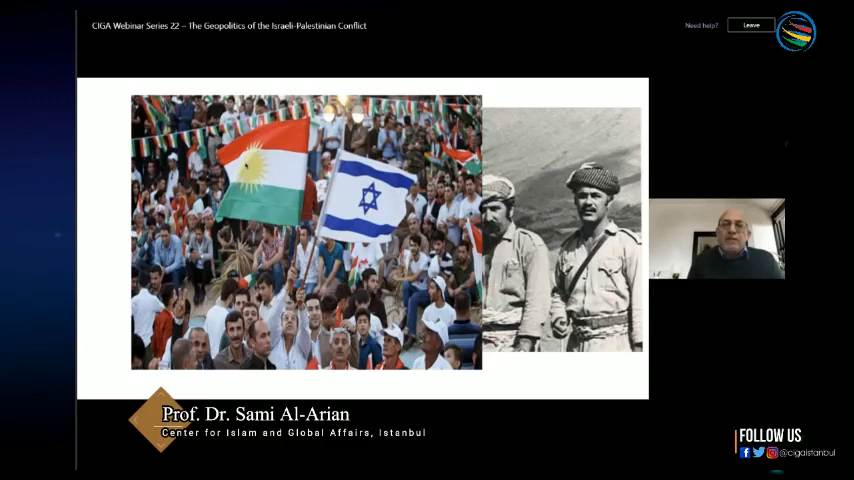 CIGA Webinar Series 22 – The Geopolitics of the Israeli-Palestinian Conflict
Need help?
Leave
Prof. Dr. Sami Al-Arian
Center for Islam and Global Affairs, Istanbul
FOLLOW US
@cigaistanbul